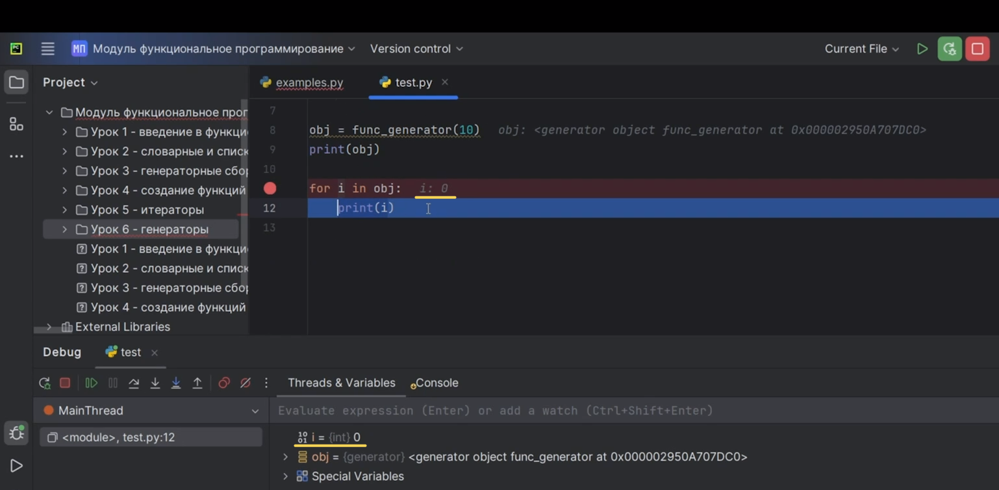 PC МП Модуль функциональное программирование Version control Current File
Project
examples.py test.py
Модуль функциональное прог
Урок 1 - введение в функци
Урок 2 - словарные и списк
Урок 3 - генераторные сбор
Урок 4 - создание функций
Урок 5 - итераторы
Урок 6 - генераторы
Урок 1 - введение в функци
Урок 2 - словарные и списк
Урок 3 - генераторные сбор
Урок 4 - создание функций
External Libraries
7
8 obj = func_generator(10) obj: <generator object func_generator at 0x000002950A707DC0>
9 print(obj)
10
for i in obj: i: 0
12 print(i)
13
Debug test
Threads & Variables Console
MainThread
Evaluate expression (Enter) or add a watch (Ctrl+Shift+Enter)
<module>, test.py:12
10
01 i = {int} 0
obj = {generator} <generator object func_generator at 0x000002950A707DC0>
Special Variables